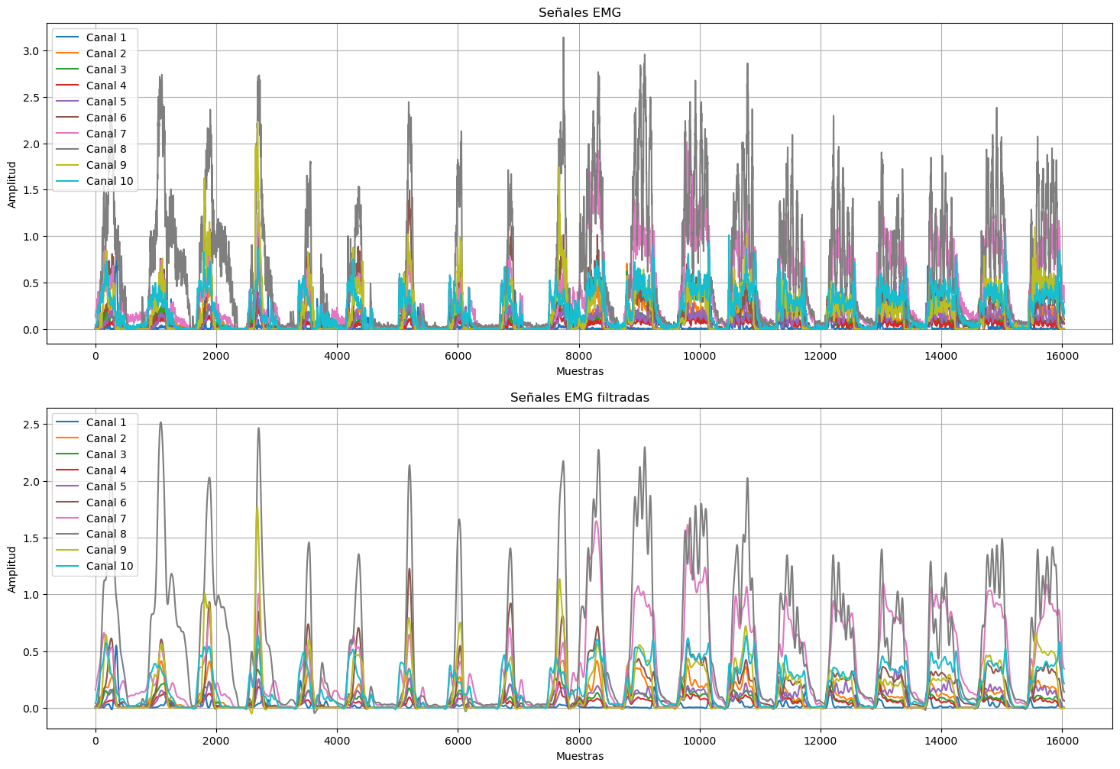 Señales EMG
Canal 1
Canal 2
Canal 3
Canal 4
Canal 5
Canal 6
Canal 7
Canal 8
Canal 9
Canal 10
Amplitud
3.0
2.5
2.0
1.5
1.0
0.5
0.0
0 2000 4000 6000 8000 10000 12000 14000 16000
Muestras
Señales EMG filtradas
Canal 1
Canal 2
Canal 3
Canal 4
Canal 5
Canal 6
Canal 7
Canal 8
Canal 9
Canal 10
Amplitud
2.5
2.0
1.5
1.0
0.5
0.0
0 2000 4000 6000 8000 10000 12000 14000 16000
Muestras